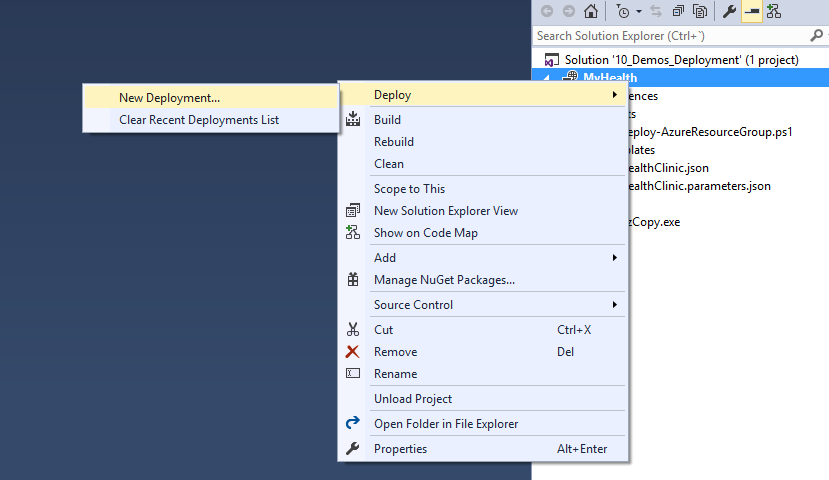 Search Solution Explorer (Ctrl+`)
Solution '10_Demos_Deployment' (1 project)
MyHealth
ences
ts
eploy-AzureResourceGroup.ps1
plates
ealthClinic.json
ealthClinic.parameters.json
zCopy.exe
New Deployment...
Clear Recent Deployments List
Deploy
Build
Rebuild
Clean
Scope to This
New Solution Explorer View
Show on Code Map
Add
Manage NuGet Packages...
Source Control
Cut Ctrl+X
Remove Del
Rename
Unload Project
Open Folder in File Explorer
Properties Alt+Enter